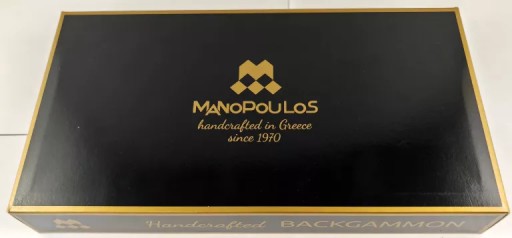 MANOPOULOS
handcrafted in Greece
since 1970
Handcrafted BACKGAMMON